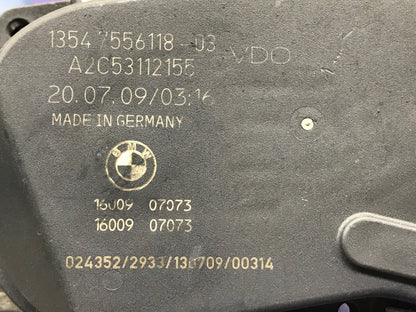 1354 7556118-03 VDO
A2C53112155
20.07.09/03:16
MADE IN GERMANY
BMW
16009 07073
16009 07073
024352/2933/130709/00314